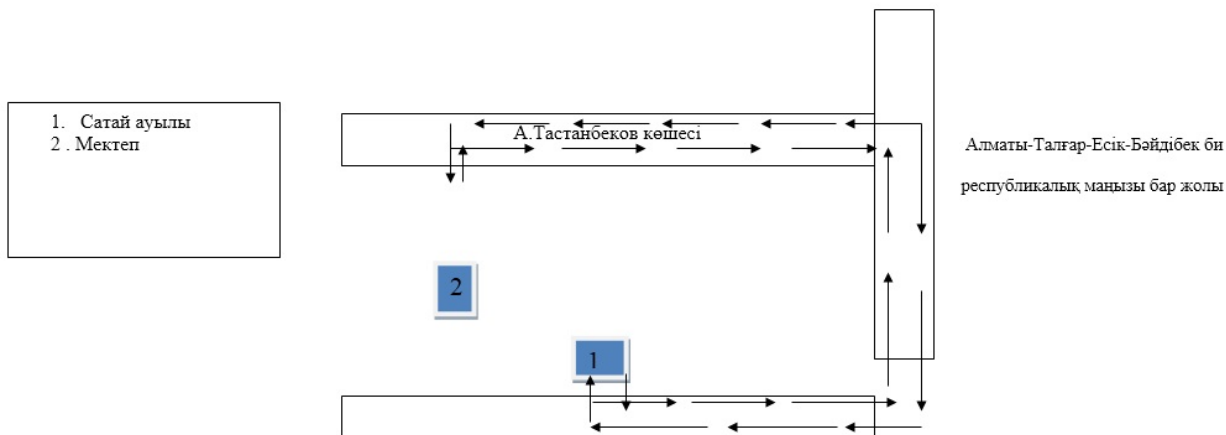 1. Сатай ауылы
2 . Мектеп
А.Тастанбеков көшесі
Алматы-Талғар-Есік-Бәйдібек би
республикалық маңызы бар жолы
2
1